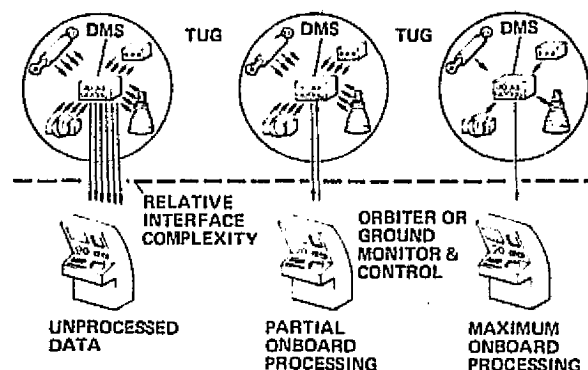 DMS
TUG
DMS
TUG
DMS
RELATIVE
INTERFACE
COMPLEXITY
ORBITER OR
GROUND
MONITOR &
CONTROL
UNPROCESSED
DATA
PARTIAL
ONBOARD
PROCESSING
MAXIMUM
ONBOARD
PROCESSING